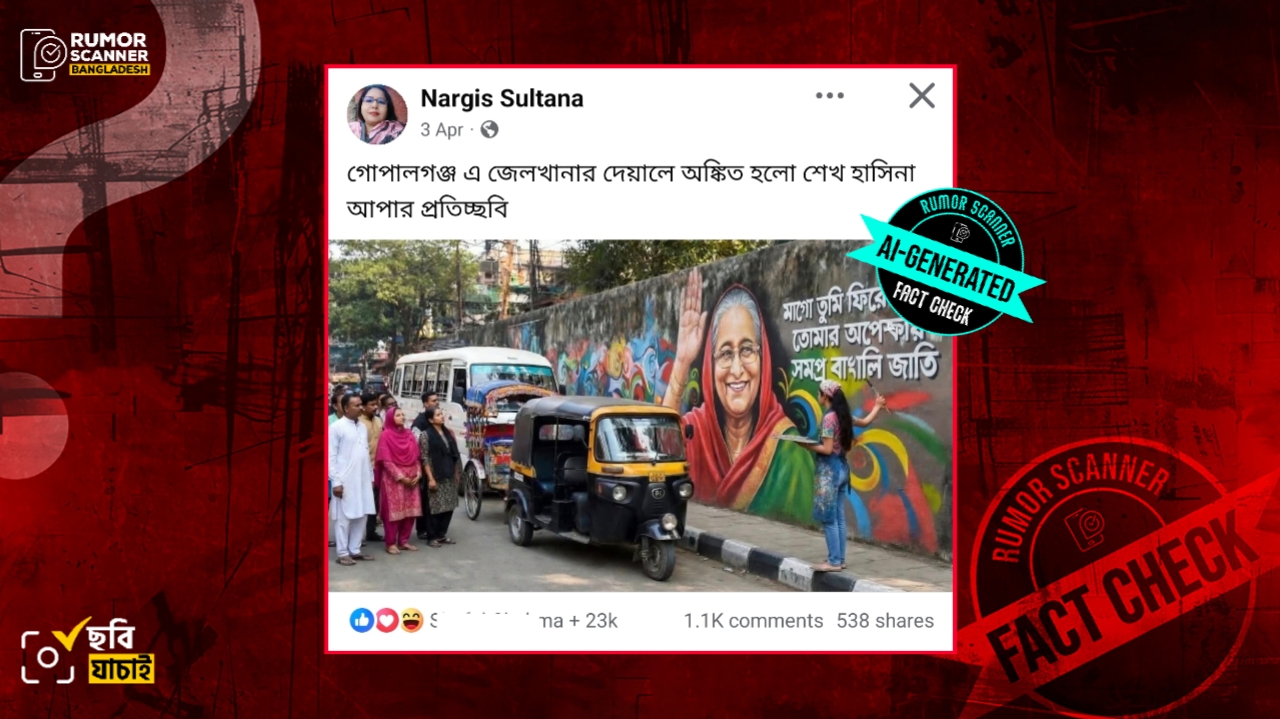 RUMOR
SCANNER
BANGLADESH
Nargis Sultana
3 Apr
গোপালগঞ্জ এ জেলখানার দেয়ালে অঙ্কিত হলো শেখ হাসিনা
আপার প্রতিচ্ছবি
RUMOR SCANNER
AI-GENERATED
FACT CHECK
মাগো তুমি ফিরে
তোমার অপেক্ষায়
সমগ্র বাংলি জাতি
ma + 23k
1.1K comments 538 shares
RUMOR SCANNER
FACT CHECK
ছবি
যাচাই